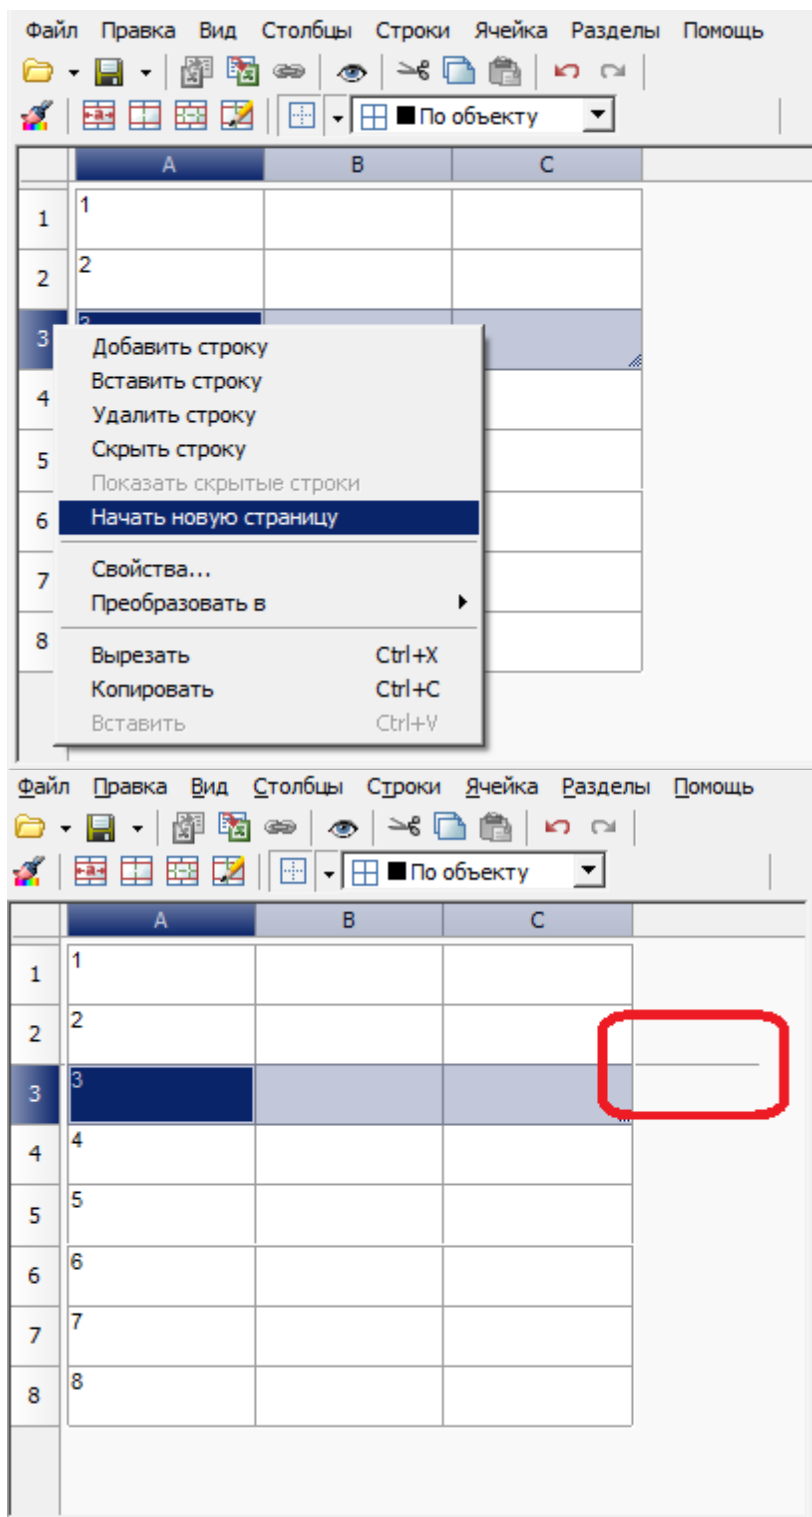 Файл Правка Вид Столбцы Строки Ячейка Разделы Помощь
По объекту
A B C
1 1
2 2
3 3
Добавить строку
Вставить строку
4
Удалить строку
Скрыть строку
5
Показать скрытые строки
6 Начать новую страницу
Свойства...
7
Преобразовать в
8
Вырезать Ctrl+X
Копировать Ctrl+C
Вставить Ctrl+V
Файл Правка Вид Столбцы Строки Ячейка Разделы Помощь
По объекту
A B C
1 1
2 2
3 3
4 4
5 5
6 6
7 7
8 8